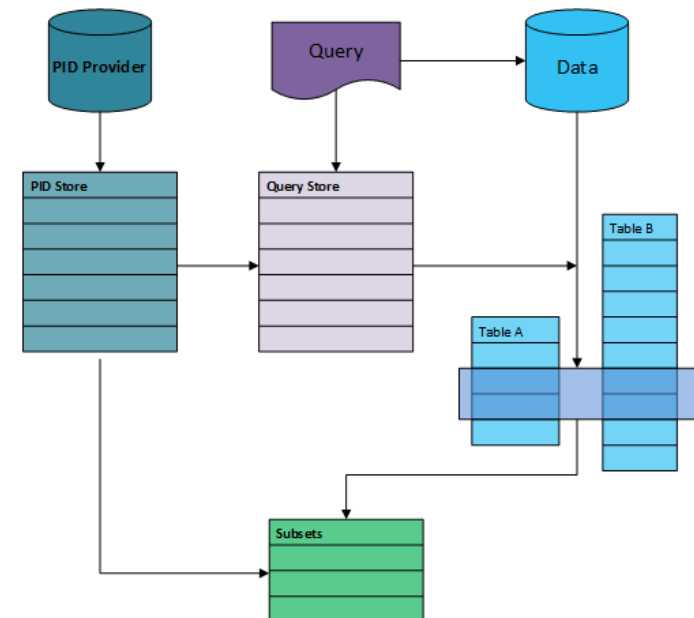 PID Provider
Query
Data
PID Store
Query Store
Table B
Table A
Subsets